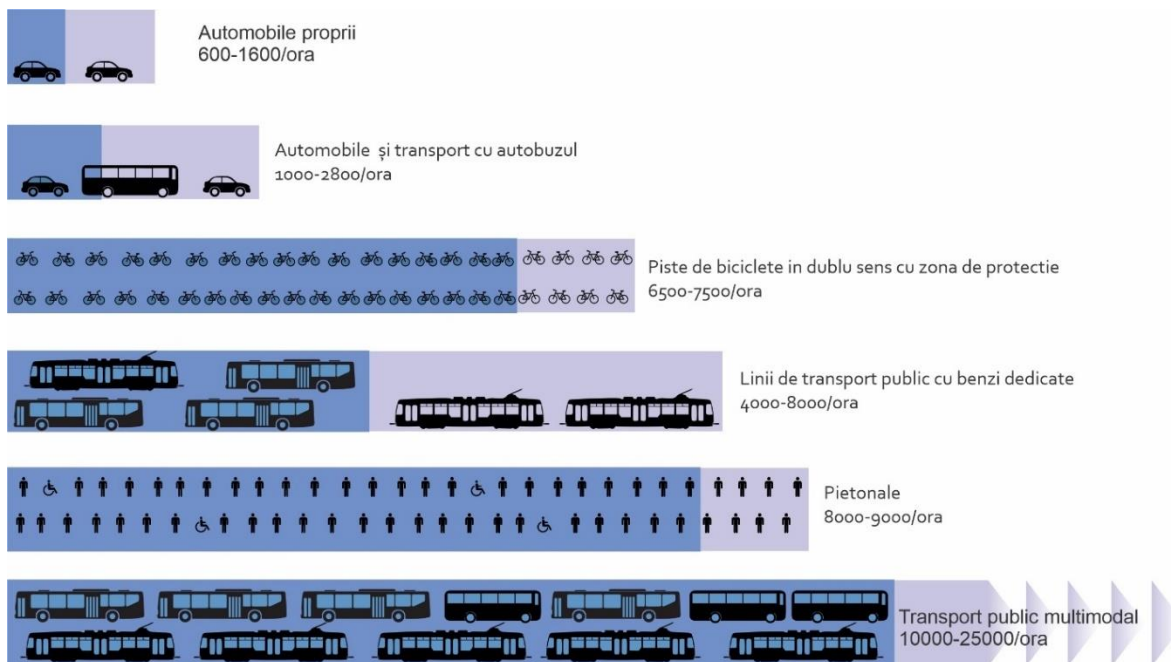 Automobile proprii
600-1600/ora
Automobile și transport cu autobuzul
1000-2800/ora
Piste de biciclete in dublu sens cu zona de protectie
6500-7500/ora
Linii de transport public cu benzi dedicate
4000-8000/ora
Pietonale
8000-9000/ora
Transport public multimodal
10000-25000/ora